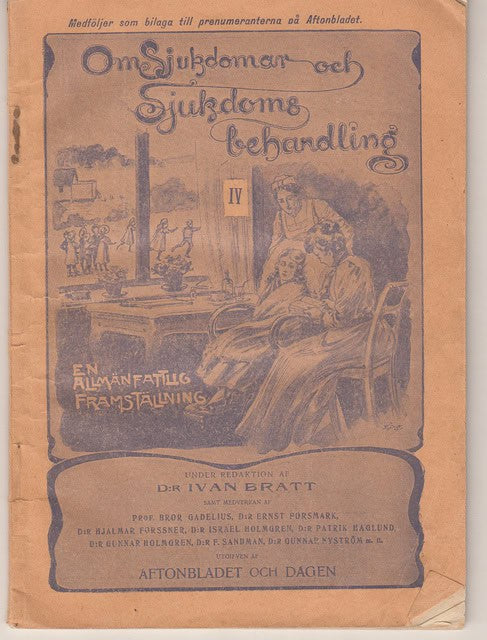 Medföljer som bilaga till prenumeranterna på Aftonbladet.
Om Sjukdomar och
Sjukdoms
behandling
IV
EN
ALLMÄNFATTLIG
FRAMSTÄLLNING
UNDER REDAKTION AF
D:R IVAN BRATT
SAMT MEDVERKAN AF
PROF. BROR GADELIUS, D:R ERNST FORSMARK,
D:R HJALMAR FORSSNER, D:R ISRAEL HOLMGREN, D:R PATRIK HAGLUND,
D:R GUNNAR HOLMGREN, D:R F. SANDMAN, D:R GUNNAR NYSTRÖM m. fl.
UTGIFVEN AF
AFTONBLADET OCH DAGEN